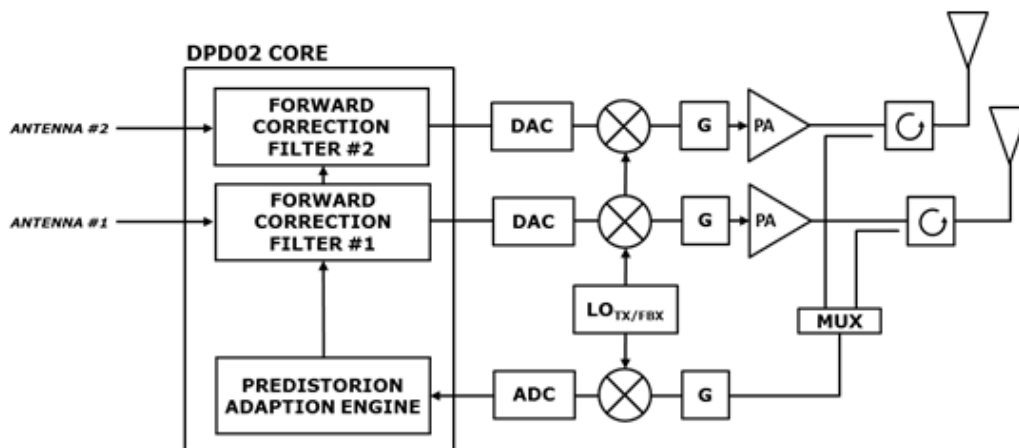 DPD02 CORE
ANTENNA #2
FORWARD
CORRECTION
FILTER #2
DAC
G
PA
ANTENNA #1
FORWARD
CORRECTION
FILTER #1
DAC
G
PA
LOTX/FBX
MUX
PREDISTORION
ADAPTION ENGINE
ADC
G